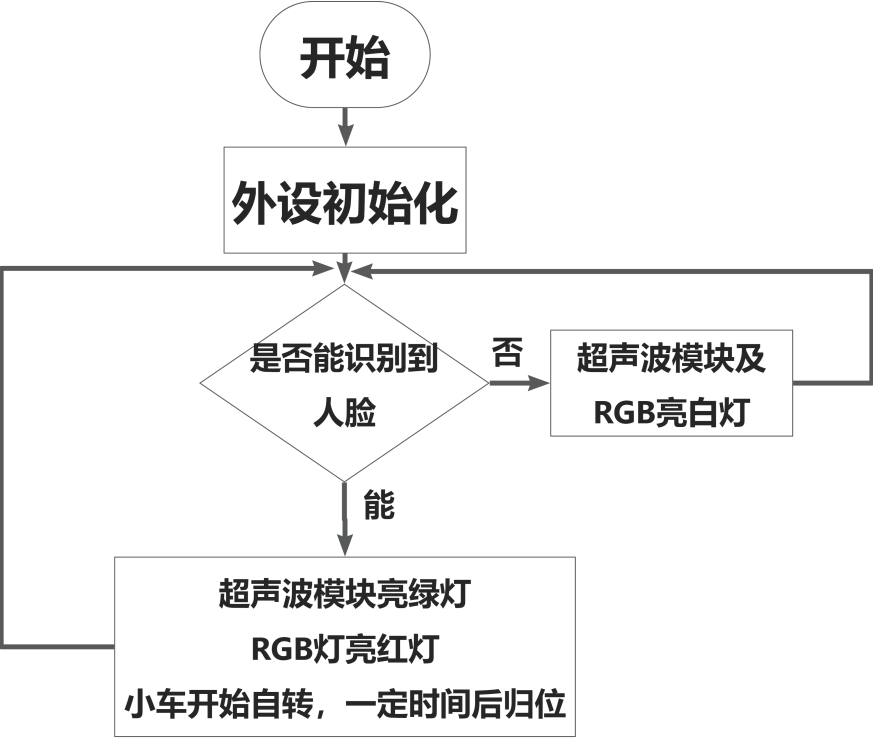 开始
外设初始化
是否能识别到
人脸
否
超声波模块及
RGB亮白灯
能
超声波模块亮绿灯
RGB灯亮红灯
小车开始自转，一定时间后归位